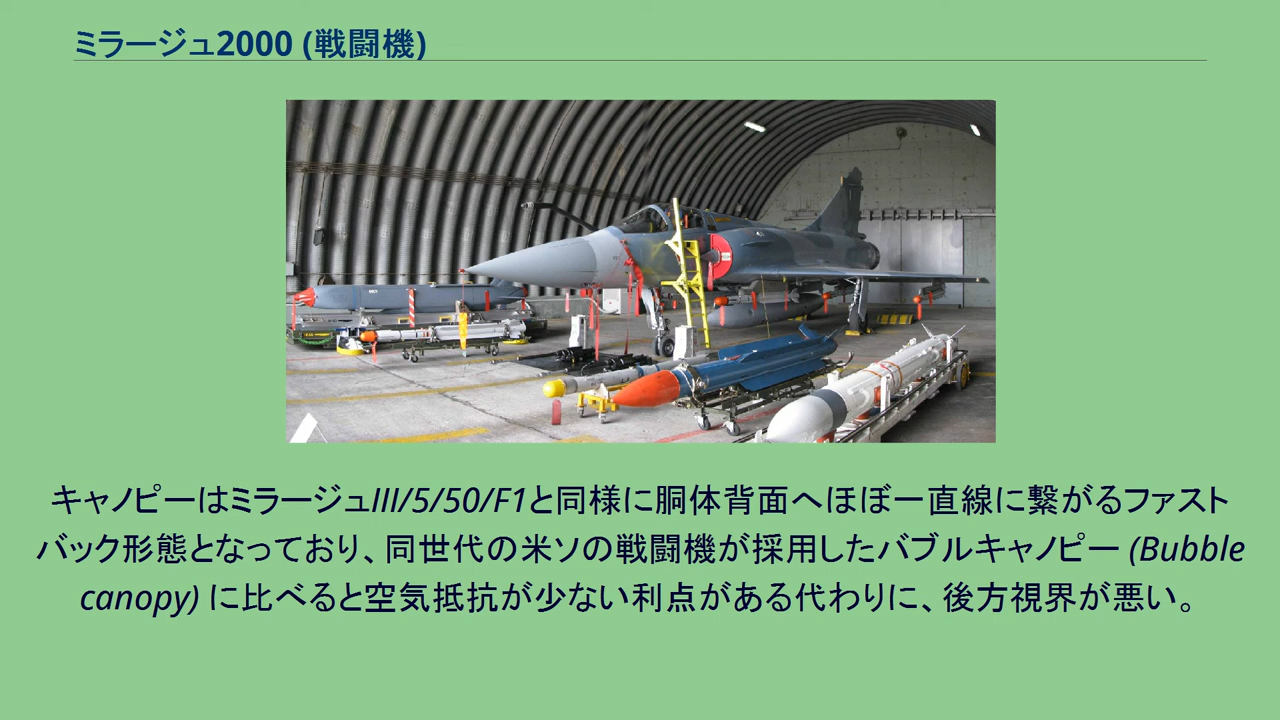 ミラージュ2000 (戦闘機)
キャノピーはミラージュIII/5/50/F1と同様に胴体背面へほぼ一直線に繋がるファスト
バック形態となっており、同世代の米ソの戦闘機が採用したバブルキャノピー (Bubble
canopy) に比べると空気抵抗が少ない利点がある代わりに、後方視界が悪い。